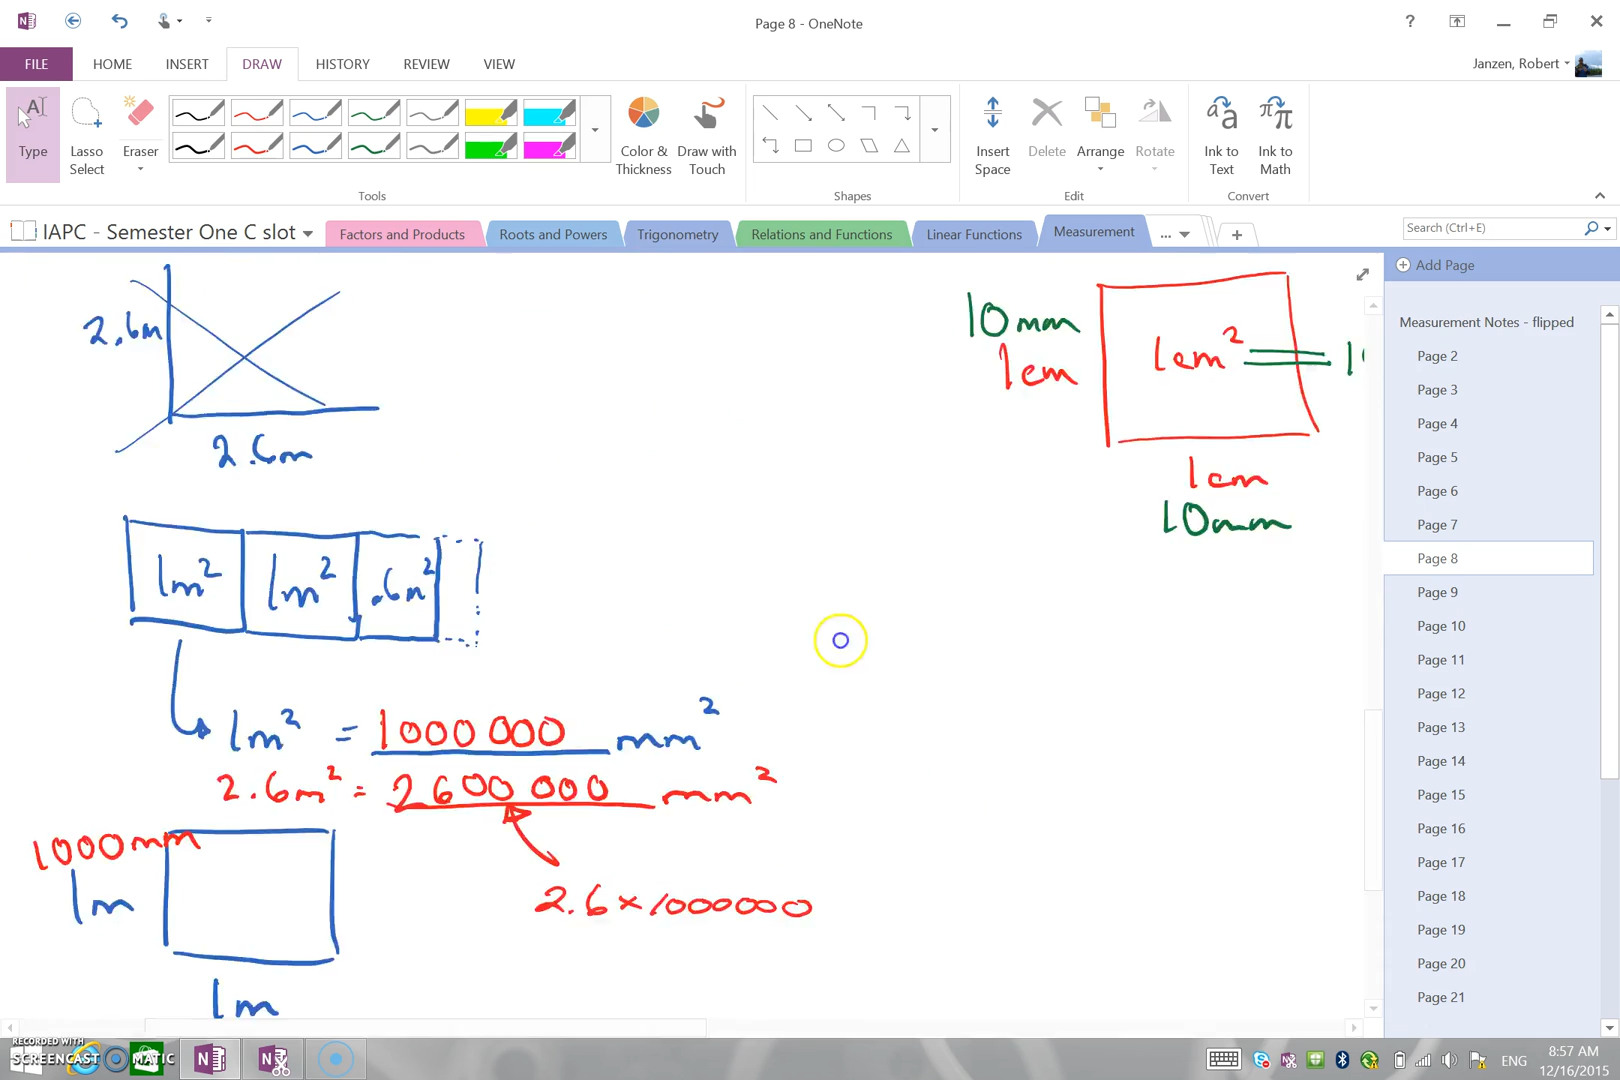 Page 8 - OneNote
?
FILE
HOME
INSERT
DRAW
HISTORY
REVIEW
VIEW
Janzen, Robert
Type
Lasso
Select
Eraser
Color &
Thickness
Draw with
Touch
Insert
Space
Delete
Arrange
Rotate
Ink to
Text
Ink to
Math
Tools
Shapes
Edit
Convert
IAPC - Semester One C slot
Factors and Products
Roots and Powers
Trigonometry
Relations and Functions
Linear Functions
Measurement
...
Search (Ctrl+E)
Add Page
Measurement Notes - flipped
Page 2
Page 3
Page 4
Page 5
Page 6
Page 7
Page 8
Page 9
Page 10
Page 11
Page 12
Page 13
Page 14
Page 15
Page 16
Page 17
Page 18
Page 19
Page 20
Page 21
2.6m
2.6m
10mm
1cm
1cm² = 1
1cm
10mm
1m² 1m² .6m²
1m² = 1000 000 mm²
2.6m² = 2 600 000 mm²
1000mm
1m
2.6 × 1000000
1m
RECORDED WITH
SCREENCAST MATIC
ENG
8:57 AM
12/16/2015